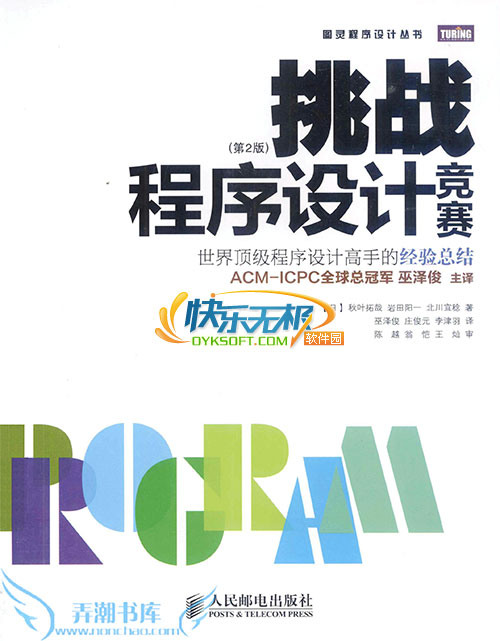 图灵程序设计丛书 TURING
挑战
(第2版)
程序设计竞赛
世界顶级程序设计高手的经验总结
ACM-ICPC全球总冠军 巫泽俊 主译
】秋叶拓哉 岩田阳一 北川宜稔 著
巫泽俊 庄俊元 李津羽 译
陈越 翁恺 王灿 审
快乐无极
OYKSOFT.COM 软件园
PROGRAM
弄潮书库
www.nonchao.com
人民邮电出版社
POSTS & TELECOM PRESS